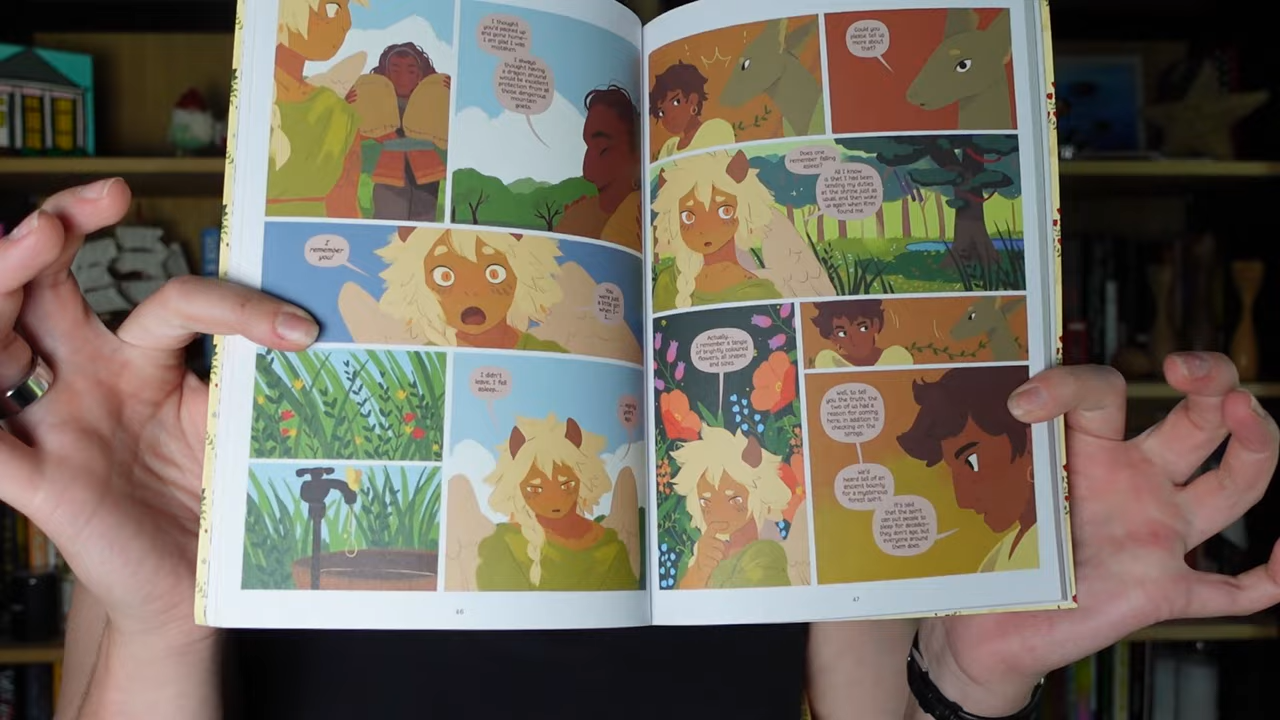 I thought
you'd packed up
and gone home—
I am glad I was
mistaken.
I always
thought having
a dragon around
would be excellent
protection from all
those dangerous
mountain
goats.
I
remember
you!
You
were just
a little girl
when I—
I...
I didn't
leave, I fell
asleep...
Could you
please tell us
more about
that?
Does one
remember falling
asleep?
All I know
is that I had been
tending my duties
at the shrine just as
usual, and then woke
up again when Rinn
found me.
Actually...
I remember a tangle
of brightly coloured
flowers, all shapes
and sizes.
Well, to tell
you the truth, the
two of us had a
reason for coming
here, in addition to
checking on the
springs.
We'd
heard tell of an
ancient bounty
for a mysterious
forest spirit.
It's said
that the spirit
can put people to
sleep for decades—
they don't age, but
everyone around
them does.
46
47